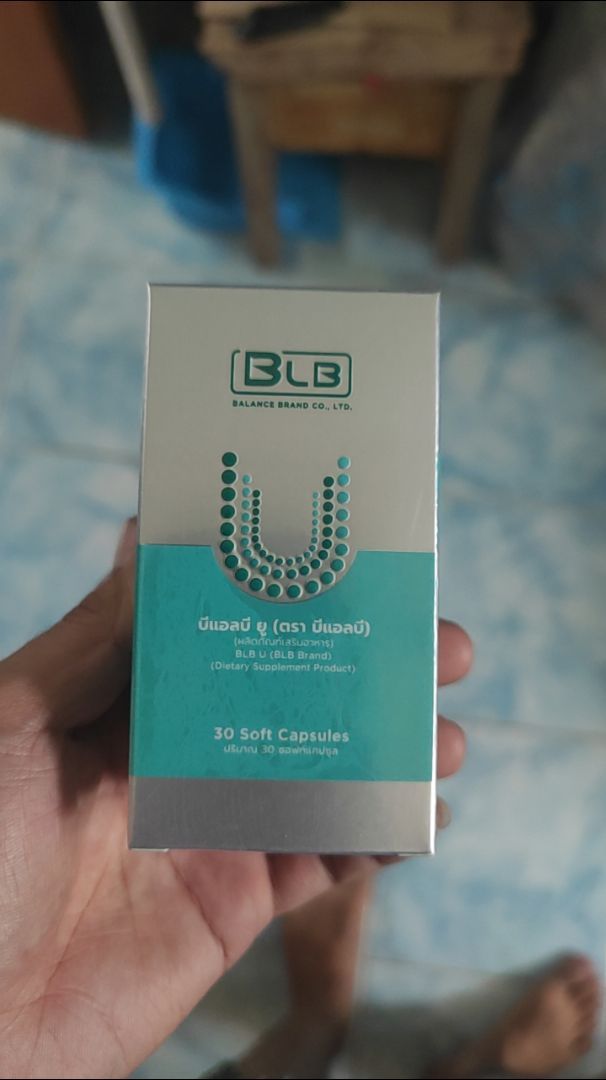 BLB
BALANCE BRAND CO., LTD.
บีแอลบี ยู (ตรา บีแอลบี)
(ผลิตภัณฑ์เสริมอาหาร)
BLB U (BLB Brand)
(Dietary Supplement Product)
30 Soft Capsules
ปริมาณ 30 ซอฟท์แคปซูล